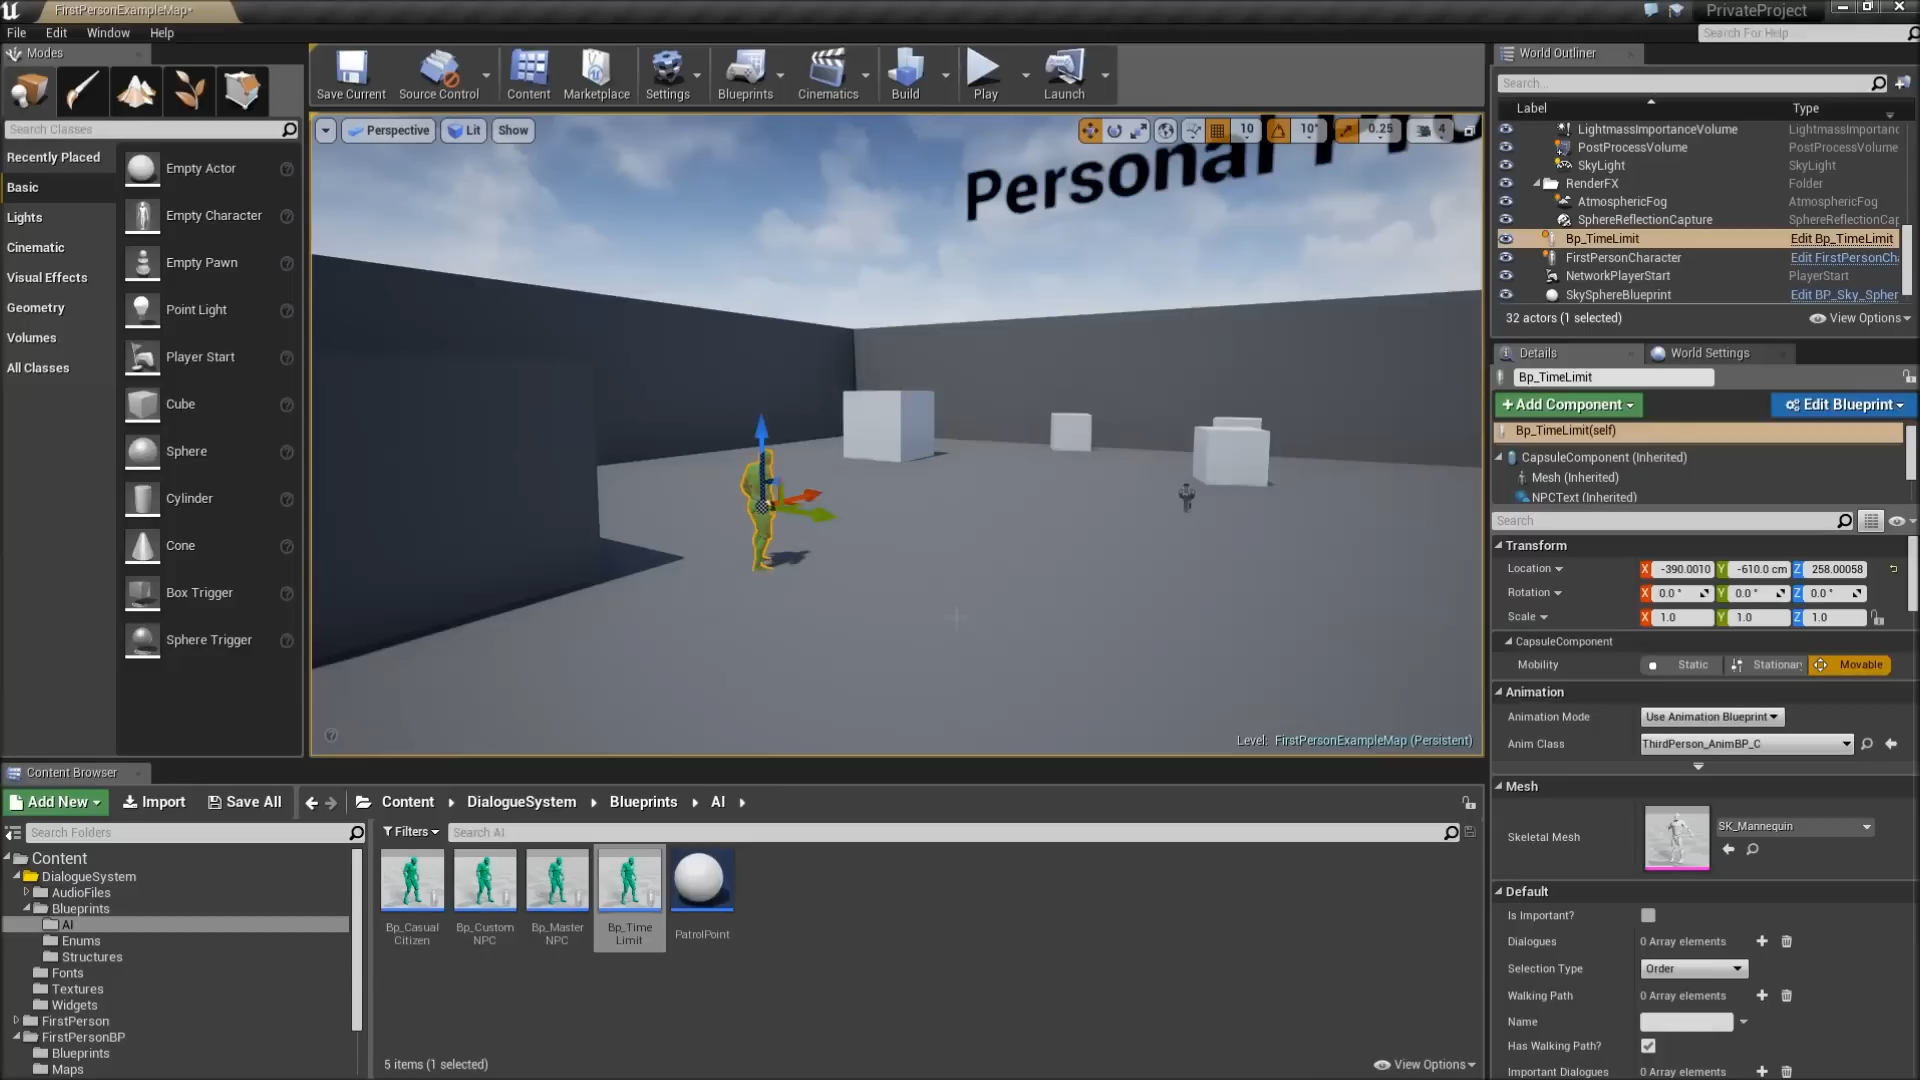 FirstPersonExampleMap*
PrivateProject
File Edit Window Help
Search For Help
Modes
Search Classes
Recently Placed
Basic
Lights
Cinematic
Visual Effects
Geometry
Volumes
All Classes
Empty Actor
Empty Character
Empty Pawn
Point Light
Player Start
Cube
Sphere
Cylinder
Cone
Box Trigger
Sphere Trigger
Save Current Source Control Content Marketplace Settings Blueprints Cinematics Build Play Launch
Perspective Lit Show
10 10° 0.25 4
Personal
Level: FirstPersonExampleMap (Persistent)
World Outliner
Search...
Label Type
LightmassImportanceVolume LightmassImportanc
PostProcessVolume PostProcessVolume
SkyLight SkyLight
RenderFX Folder
AtmosphericFog AtmosphericFog
SphereReflectionCapture SphereReflectionCap
Bp_TimeLimit Edit Bp_TimeLimit
FirstPersonCharacter Edit FirstPersonCha
NetworkPlayerStart PlayerStart
SkySphereBlueprint Edit BP_Sky_Spher
32 actors (1 selected) View Options
Details World Settings
Bp_TimeLimit
+Add Component Edit Blueprint
Bp_TimeLimit(self)
CapsuleComponent (Inherited)
Mesh (Inherited)
NPCText (Inherited)
Search
Transform
Location X -390.0010 Y -610.0 cm Z 258.00058
Rotation X 0.0 ° Y 0.0 ° Z 0.0 °
Scale X 1.0 Y 1.0 Z 1.0
CapsuleComponent
Mobility Static Stationary Movable
Animation
Animation Mode Use Animation Blueprint
Anim Class ThirdPerson_AnimBP_C
Mesh
Skeletal Mesh SK_Mannequin
Default
Is Important?
Dialogues 0 Array elements
Selection Type Order
Walking Path 0 Array elements
Name
Has Walking Path?
Important Dialogues 0 Array elements
Content Browser
Add New Import Save All Content DialogueSystem Blueprints AI
Search Folders
Filters Search AI
Content
DialogueSystem
AudioFiles
Blueprints
AI
Enums
Structures
Fonts
Textures
Widgets
FirstPerson
FirstPersonBP
Blueprints
Maps
Bp_Casual
Citizen
Bp_Custom
NPC
Bp_Master
NPC
Bp_Time
Limit
PatrolPoint
5 items (1 selected) View Options